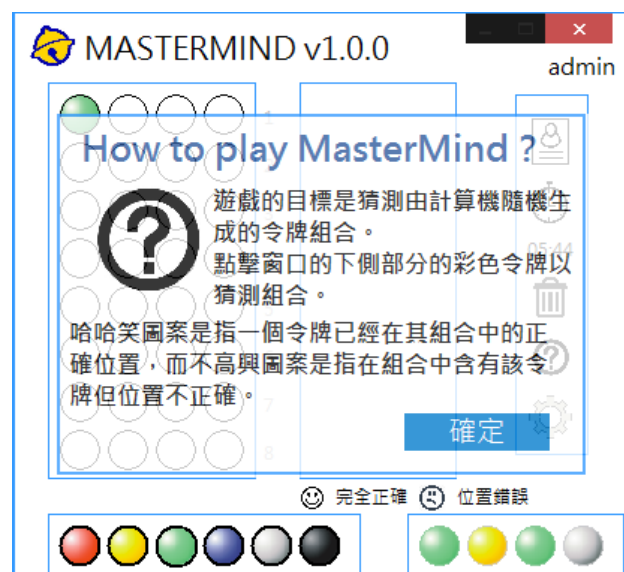 MASTERMIND v1.0.0
admin
1
How to play MasterMind ?
遊戲的目標是猜測由計算機隨機生
成的令牌組合。
05:44
點擊窗口的下側部分的彩色令牌以
猜測組合。
哈哈笑圖案是指一個令牌已經在其組合中的正
確位置，而不高興圖案是指在組合中含有該令
牌但位置不正確。
7
確定
8
完全正確 位置錯誤